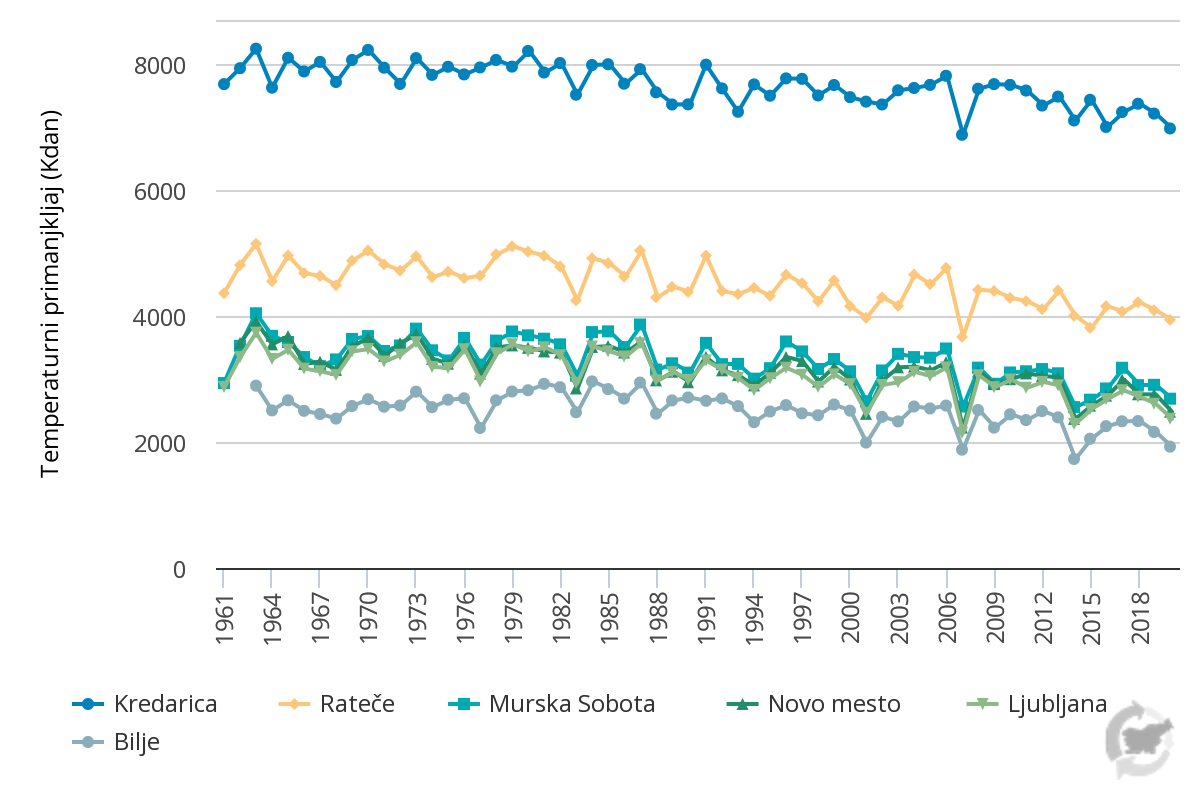 Temperaturni primanjkljaj (Kdan)
8000
6000
4000
2000
0
1961 1964 1967 1970 1973 1976 1979 1982 1985 1988 1991 1994 1997 2000 2003 2006 2009 2012 2015 2018
Kredarica Rateče Murska Sobota Novo mesto Ljubljana
Bilje